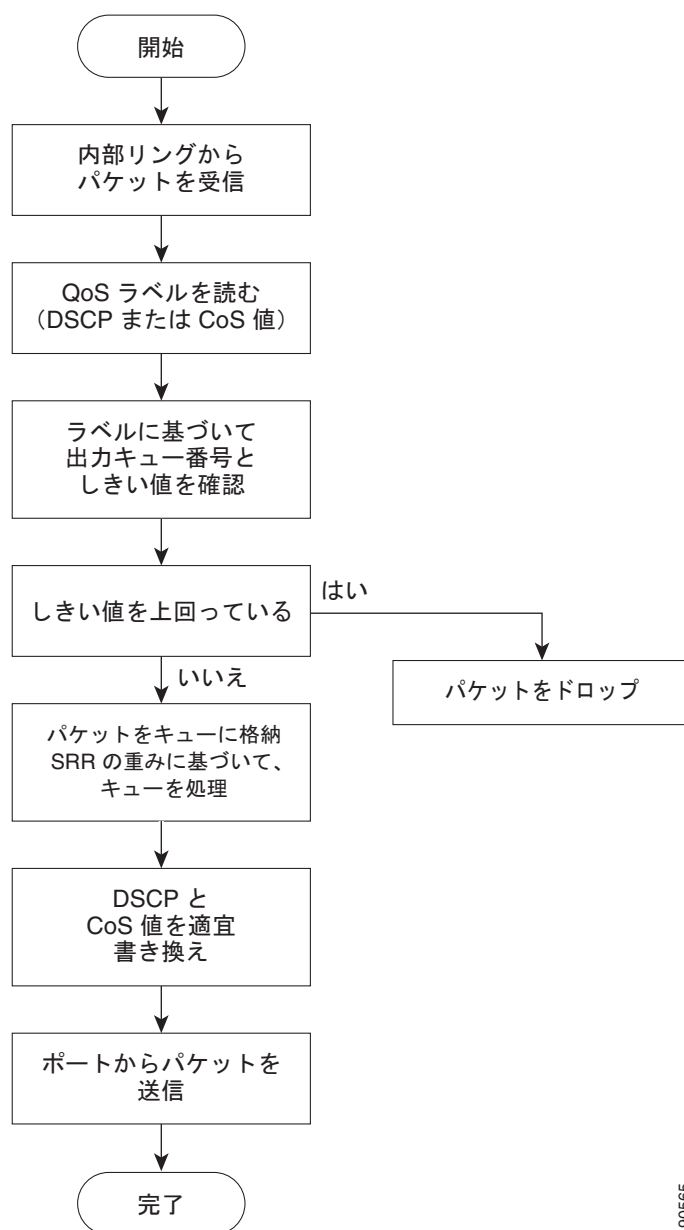 開始
内部リングから
パケットを受信
QoS ラベルを読む
（DSCP または CoS 値）
ラベルに基づいて
出力キュー番号と
しきい値を確認
しきい値を上回っている
はい
いいえ
パケットをドロップ
パケットをキューに格納
SRR の重みに基づいて、
キューを処理
DSCP と
CoS 値を適宜
書き換え
ポートからパケットを
送信
完了
90565